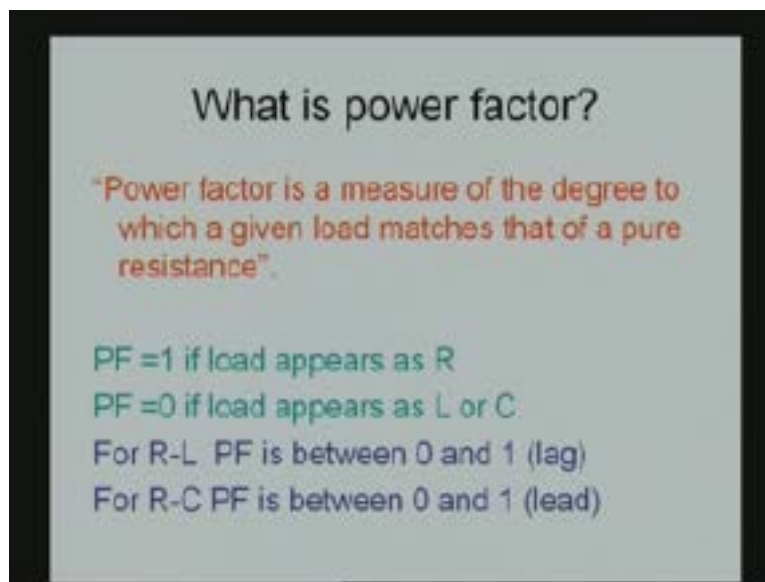 What is power factor?
"Power factor is a measure of the degree to
which a given load matches that of a pure
resistance".
PF =1 if load appears as R
PF =0 if load appears as L or C
For R-L PF is between 0 and 1 (lag)
For R-C PF is between 0 and 1 (lead)